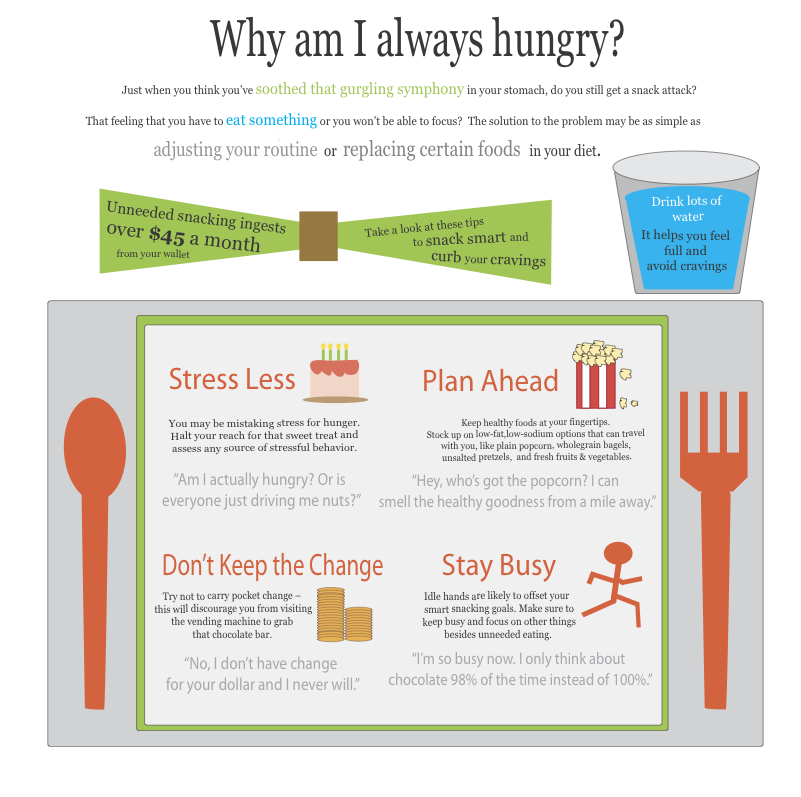 Why am I always hungry?
Just when you think you've soothed that gurgling symphony in your stomach, do you still get a snack attack?
That feeling that you have to eat something or you won't be able to focus? The solution to the problem may be as simple as
adjusting your routine or replacing certain foods in your diet.
Unneeded snacking ingests
over $45 a month
from your wallet
Take a look at these tips
to snack smart and
curb your cravings
Drink lots of
water
It helps you feel
full and
avoid cravings
Stress Less
You may be mistaking stress for hunger.
Halt your reach for that sweet treat and
assess any source of stressful behavior.
"Am I actually hungry? Or is
everyone just driving me nuts?"
Plan Ahead
Keep healthy foods at your fingertips.
Stock up on low-fat,low-sodium options that can travel
with you, like plain popcorn, wholegrain bagels,
unsalted pretzels, and fresh fruits & vegetables.
"Hey, who's got the popcorn? I can
smell the healthy goodness from a mile away."
Don't Keep the Change
Try not to carry pocket change –
this will discourage you from visiting
the vending machine to grab
that chocolate bar.
"No, I don't have change
for your dollar and I never will."
Stay Busy
Idle hands are likely to offset your
smart snacking goals. Make sure to
keep busy and focus on other things
besides unneeded eating.
"I'm so busy now. I only think about
chocolate 98% of the time instead of 100%."